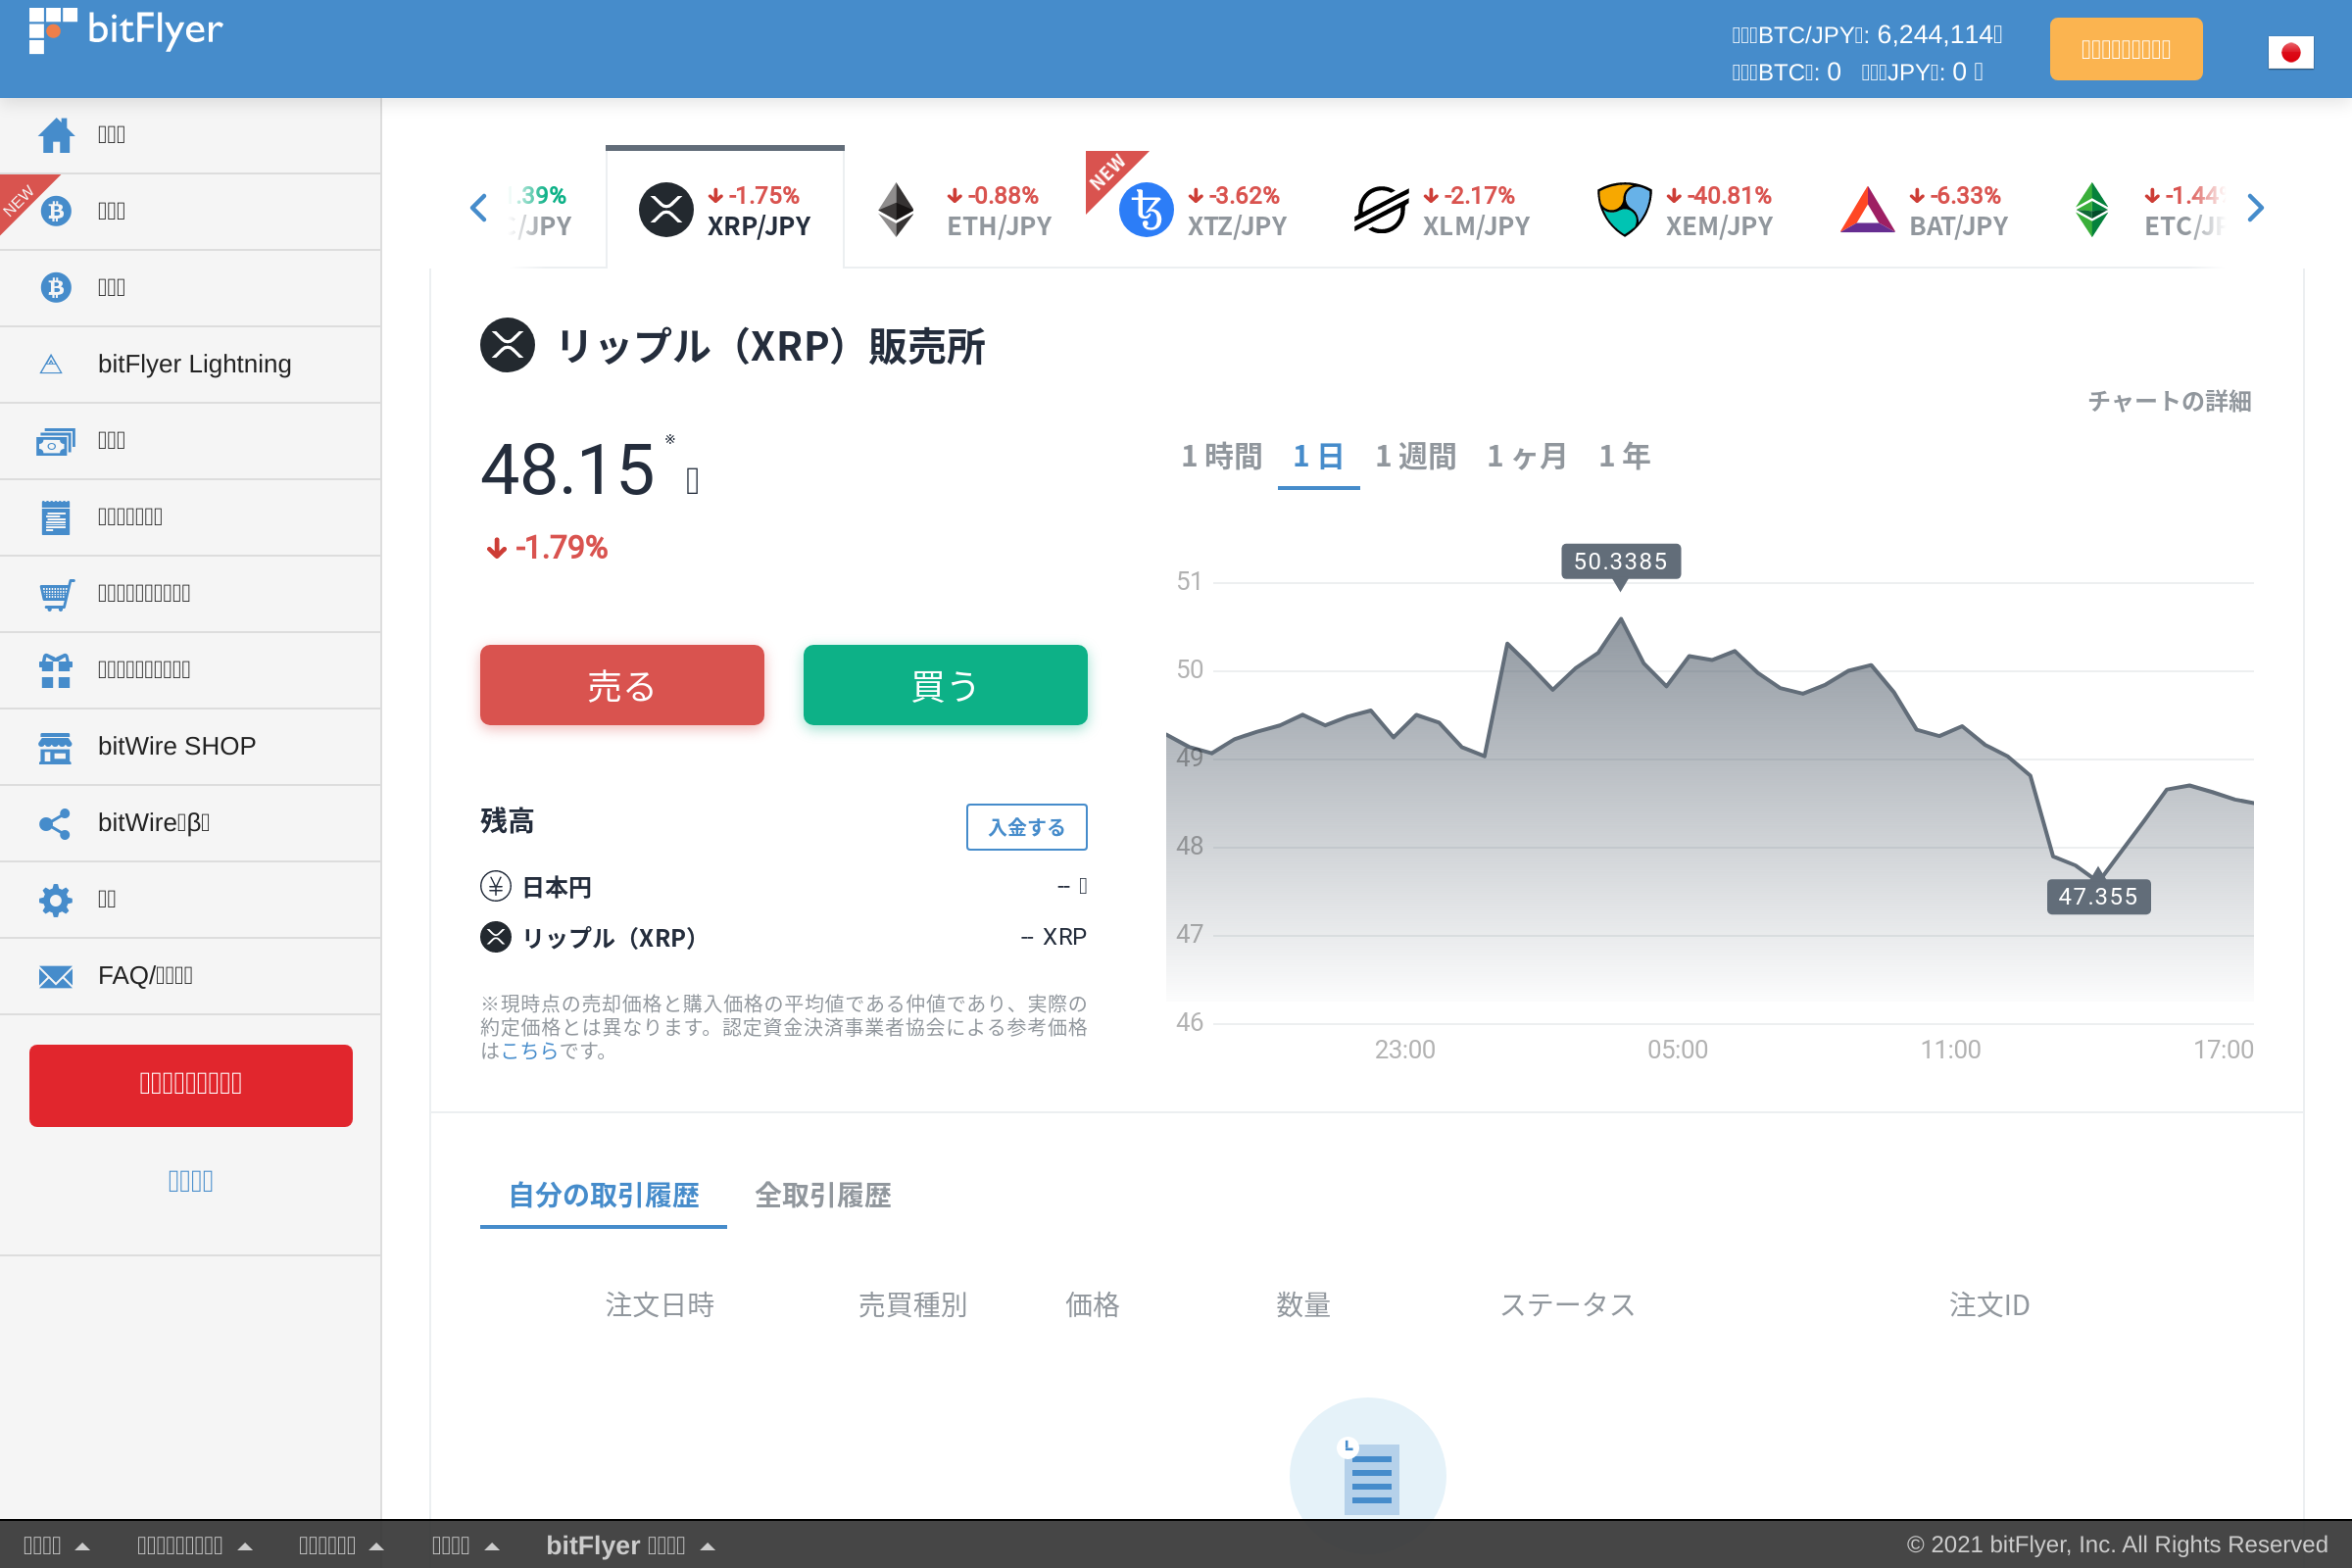 bitFlyer
BTC/JPY: 6,244,114
BTC: 0 JPY: 0
NEW
bitFlyer Lightning
bitWire SHOP
bitWire β
FAQ/
.39%
/JPY
-1.75%
XRP/JPY
-0.88%
ETH/JPY
NEW
-3.62%
XTZ/JPY
-2.17%
XLM/JPY
-40.81%
XEM/JPY
-6.33%
BAT/JPY
-1.44
ETC/
リップル（XRP）販売所
チャートの詳細
48.15 ※
-1.79%
1 時間 1 日 1 週間 1 ヶ月 1 年
売る 買う
残高 入金する
日本円 --
リップル（XRP） -- XRP
※現時点の売却価格と購入価格の平均値である仲値であり、実際の
約定価格とは異なります。認定資金決済事業者協会による参考価格
はこちらです。
50.3385
51
50
49
48
47.355
47
46
23:00 05:00 11:00 17:00
自分の取引履歴 全取引履歴
注文日時 売買種別 価格 数量 ステータス 注文ID
bitFlyer
© 2021 bitFlyer, Inc. All Rights Reserved